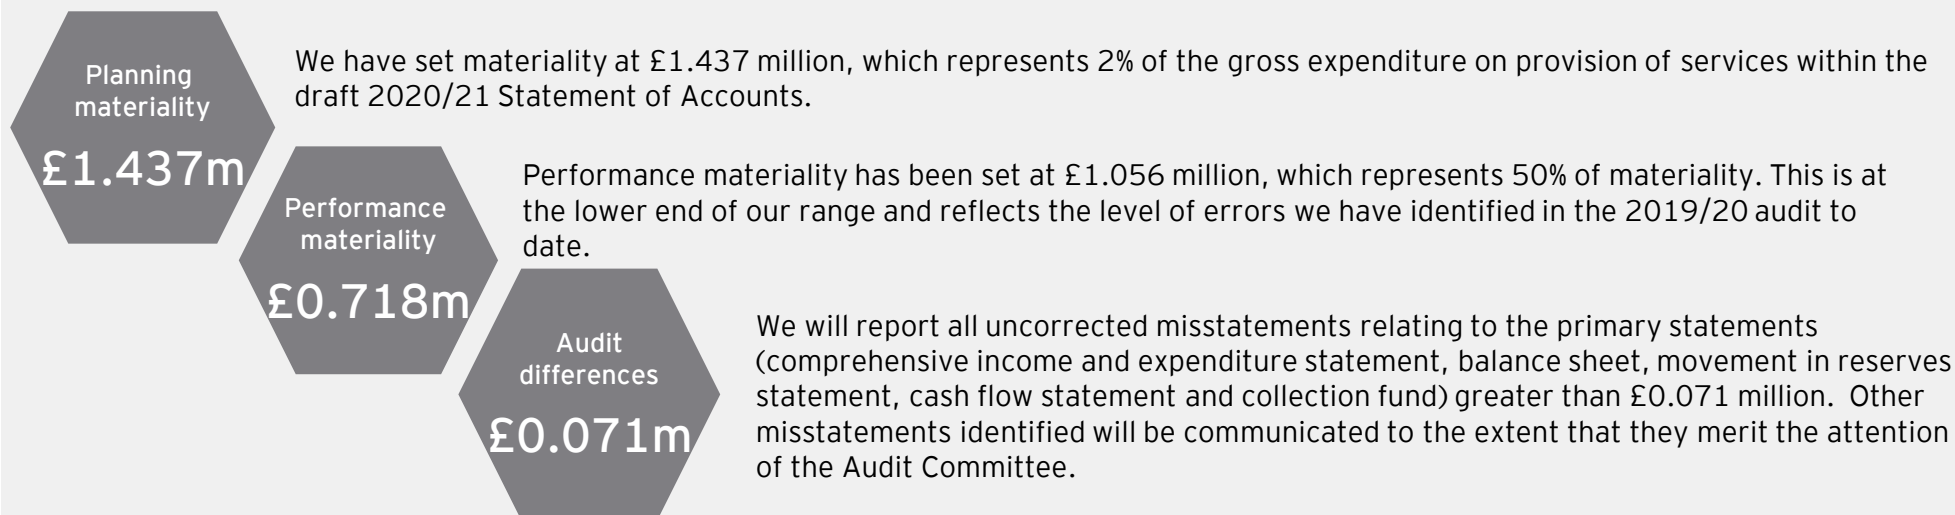 Planning
materiality
£1.437m
We have set materiality at £1.437 million, which represents 2% of the gross expenditure on provision of services within the
draft 2020/21 Statement of Accounts.
Performance
materiality
£0.718m
Performance materiality has been set at £1.056 million, which represents 50% of materiality. This is at
the lower end of our range and reflects the level of errors we have identified in the 2019/20 audit to
date.
Audit
differences
£0.071m
We will report all uncorrected misstatements relating to the primary statements
(comprehensive income and expenditure statement, balance sheet, movement in reserves
statement, cash flow statement and collection fund) greater than £0.071 million.  Other
misstatements identified will be communicated to the extent that they merit the attention
of the Audit Committee.